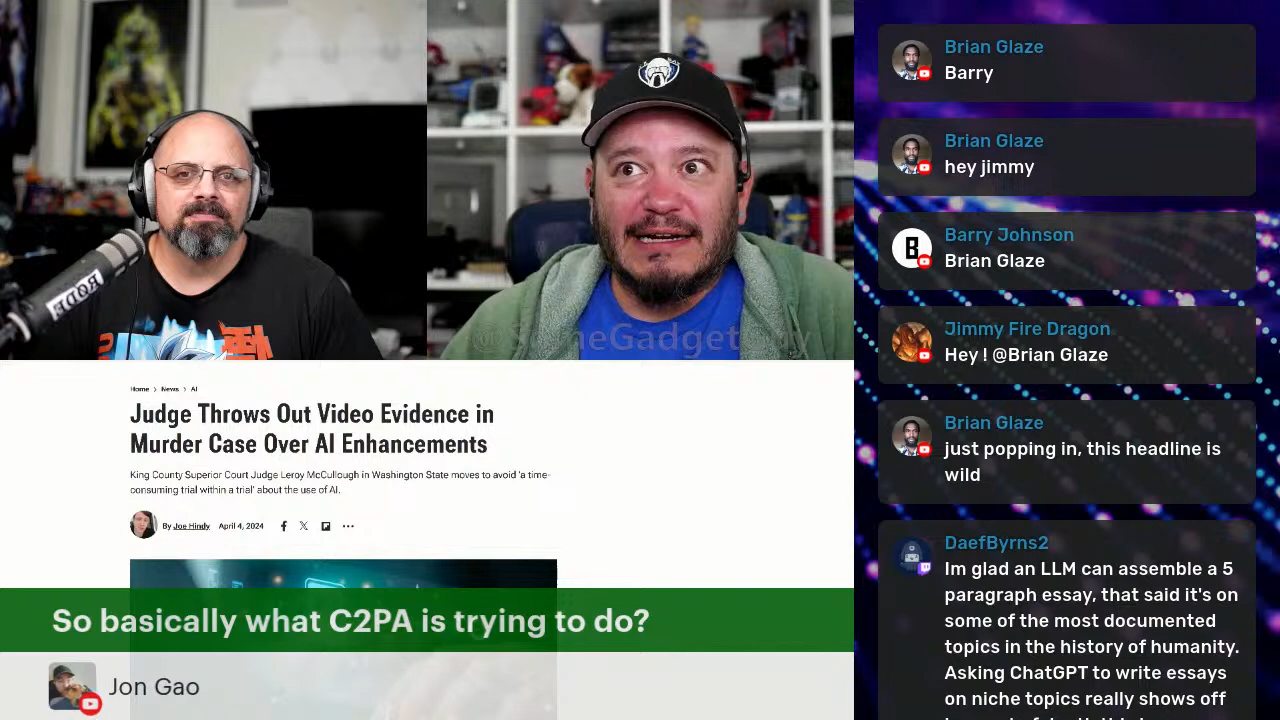 RODE
@S
meGadget
Home > News > AI
Judge Throws Out Video Evidence in
Murder Case Over AI Enhancements
King County Superior Court Judge Leroy McCullough in Washington State moves to avoid 'a time-
consuming trial within a trial' about the use of AI.
By Joe Hindy April 4, 2024
So basically what C2PA is trying to do?
Jon Gao
Brian Glaze
Barry
Brian Glaze
hey jimmy
Barry Johnson
Brian Glaze
Jimmy Fire Dragon
Hey ! @Brian Glaze
Brian Glaze
just popping in, this headline is
wild
DaefByrns2
Im glad an LLM can assemble a 5
paragraph essay, that said it's on
some of the most documented
topics in the history of humanity.
Asking ChatGPT to write essays
on niche topics really shows off